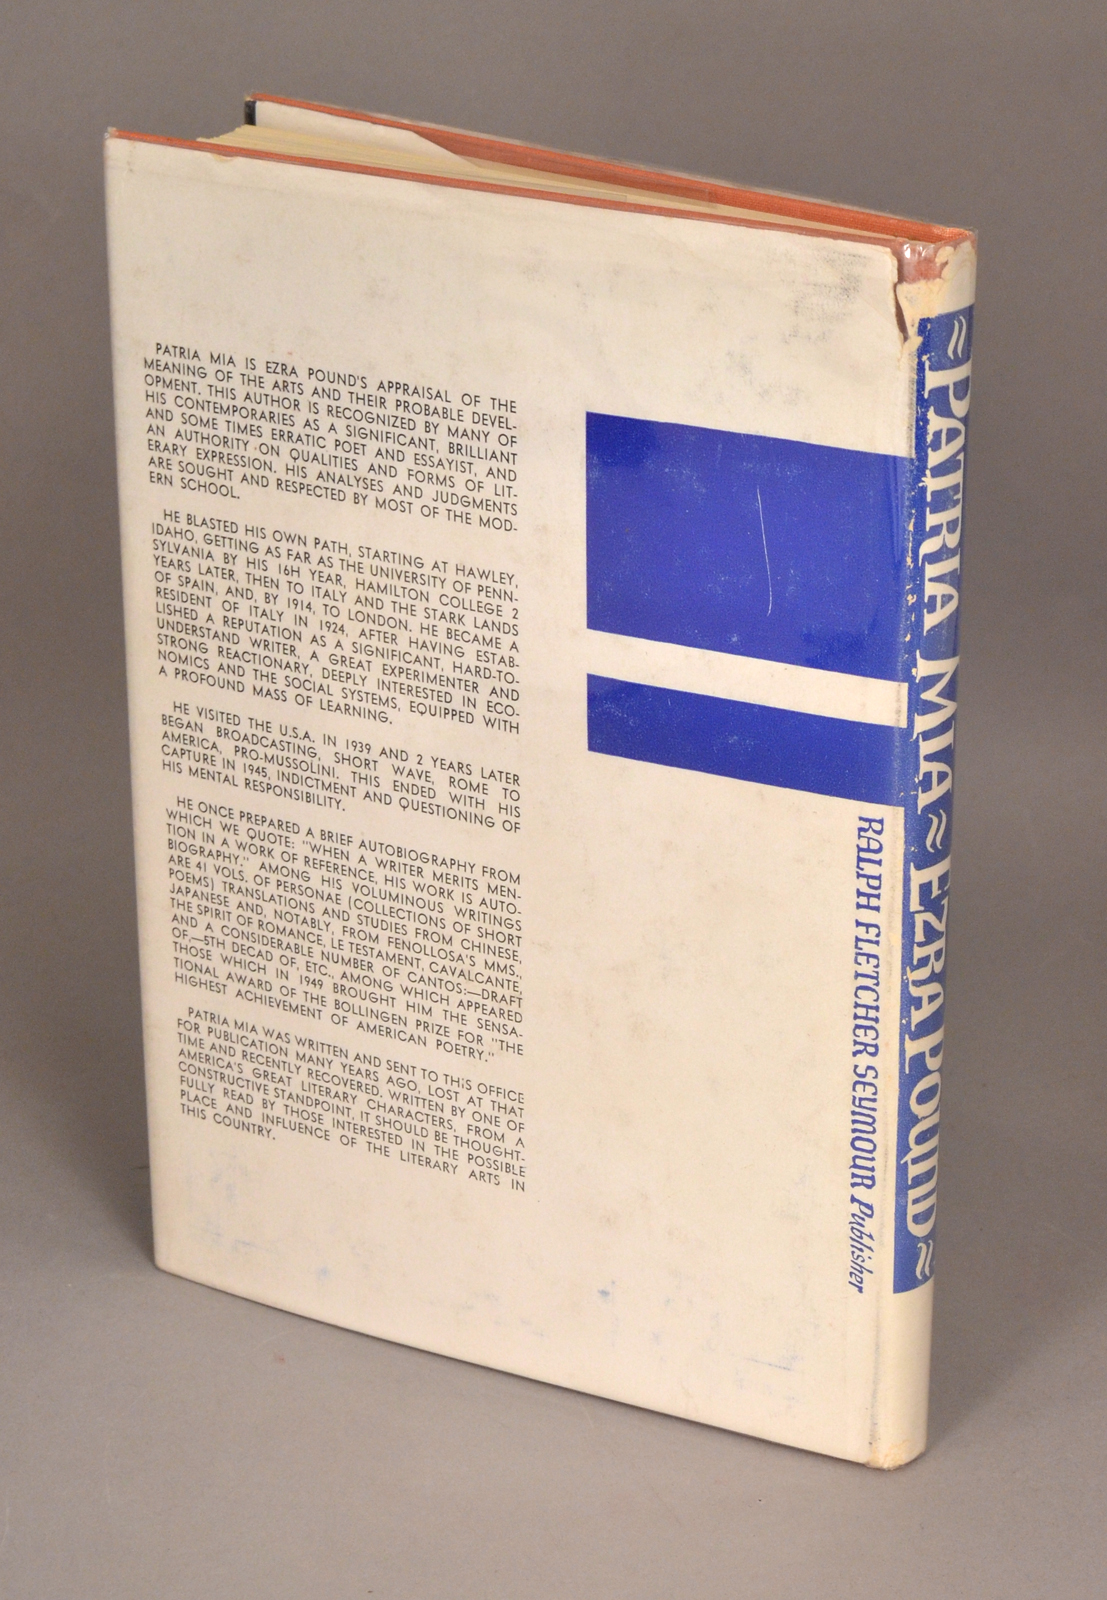 PATRIA MIA IS EZRA POUND'S APPRAISAL OF THE
MEANING OF THE ARTS AND THEIR PROBABLE DEVEL-
OPMENT. THIS AUTHOR IS RECOGNIZED BY MANY OF
HIS CONTEMPORARIES AS A SIGNIFICANT, BRILLIANT
AND SOME TIMES ERRATIC POET AND ESSAYIST, AND
AN AUTHORITY ON QUALITIES AND FORMS OF LIT-
ERARY EXPRESSION. HIS ANALYSES AND JUDGMENTS
ARE SOUGHT AND RESPECTED BY MOST OF THE MOD-
ERN SCHOOL.
HE BLASTED HIS OWN PATH, STARTING AT HAWLEY,
IDAHO, GETTING AS FAR AS THE UNIVERSITY OF PENN-
SYLVANIA BY HIS 16H YEAR, HAMILTON COLLEGE 2
YEARS LATER, THEN TO ITALY AND THE STARK LANDS
OF SPAIN, AND, BY 1914, TO LONDON. HE BECAME A
RESIDENT OF ITALY IN 1924, AFTER HAVING ESTAB-
LISHED A REPUTATION AS A SIGNIFICANT, HARD-TO-
UNDERSTAND WRITER, A GREAT EXPERIMENTER AND
STRONG REACTIONARY, DEEPLY INTERESTED IN ECO-
NOMICS AND THE SOCIAL SYSTEMS, EQUIPPED WITH
A PROFOUND MASS OF LEARNING.
HE VISITED THE U.S.A. IN 1939 AND 2 YEARS LATER
BEGAN BROADCASTING, SHORT WAVE, ROME TO
AMERICA, PRO-MUSSOLINI. THIS ENDED WITH HIS
CAPTURE IN 1945, INDICTMENT AND QUESTIONING OF
HIS MENTAL RESPONSIBILITY.
HE ONCE PREPARED A BRIEF AUTOBIOGRAPHY FROM
WHICH WE QUOTE: "WHEN A WRITER MERITS MEN-
TION IN A WORK OF REFERENCE, HIS WORK IS AUTO-
BIOGRAPHY." AMONG HIS VOLUMINOUS WRITINGS
ARE 41 VOLS. OF PERSONAE (COLLECTIONS OF SHORT
POEMS) TRANSLATIONS AND STUDIES FROM CHINESE,
JAPANESE AND, NOTABLY, FROM FENOLLOSA'S MMS.,
THE SPIRIT OF ROMANCE, LE TESTAMENT, CAVALCANTE,
AND A CONSIDERABLE NUMBER OF CANTOS:—DRAFT
OF,—5TH DECAD OF, ETC., AMONG WHICH APPEARED
THOSE WHICH IN 1949 BROUGHT HIM THE SENSA-
TIONAL AWARD OF THE BOLLINGEN PRIZE FOR "THE
HIGHEST ACHIEVEMENT OF AMERICAN POETRY."
PATRIA MIA WAS WRITTEN AND SENT TO THIS OFFICE
FOR PUBLICATION MANY YEARS AGO, LOST AT THAT
TIME AND RECENTLY RECOVERED. WRITTEN BY ONE OF
AMERICA'S GREAT LITERARY CHARACTERS, FROM A
CONSTRUCTIVE STANDPOINT, IT SHOULD BE THOUGHT-
FULLY READ BY THOSE INTERESTED IN THE POSSIBLE
PLACE AND INFLUENCE OF THE LITERARY ARTS IN
THIS COUNTRY.
RALPH FLETCHER SEYMOUR Publisher
≈PATRIA MIA≈EZRA POUND≈